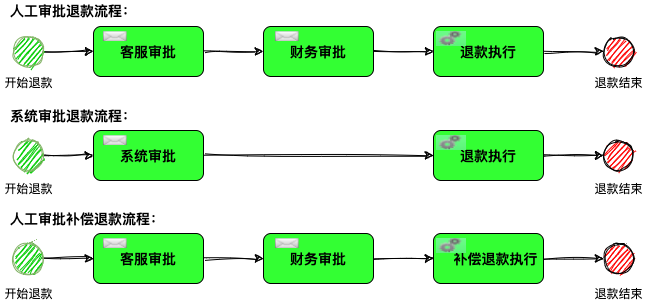 人工审批退款流程：
客服审批
财务审批
退款执行
开始退款
退款结束
系统审批退款流程：
系统审批
退款执行
开始退款
退款结束
人工审批补偿退款流程：
客服审批
财务审批
补偿退款执行
开始退款
退款结束